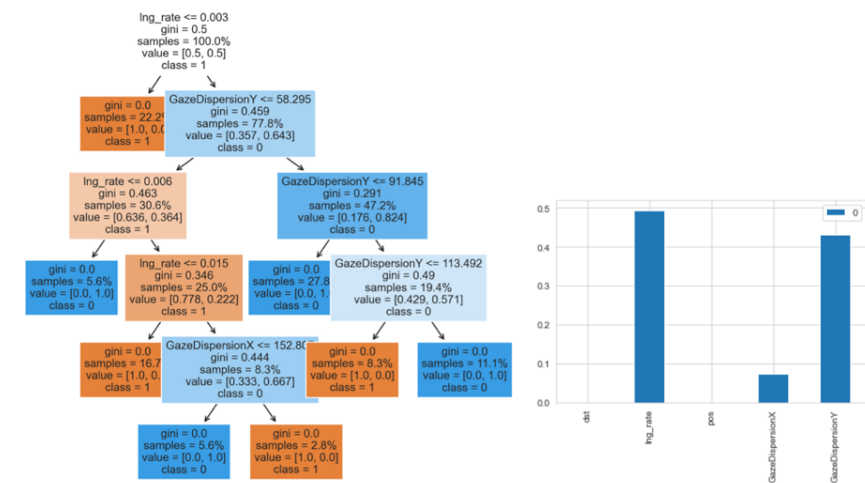 lng_rate <= 0.003
gini = 0.5
samples = 100.0%
value = [0.5, 0.5]
class = 1
gini = 0.0
samples = 22.2
value = [1.0, 0.0
class = 1
GazeDispersionY <= 58.295
gini = 0.459
samples = 77.8%
value = [0.357, 0.643]
class = 0
lng_rate <= 0.006
gini = 0.463
samples = 30.6%
value = [0.636, 0.364]
class = 1
GazeDispersionY <= 91.845
gini = 0.291
samples = 47.2%
value = [0.176, 0.824]
class = 0
gini = 0.0
samples = 5.6%
value = [0.0, 1.0]
class = 0
lng_rate <= 0.015
gini = 0.346
samples = 25.0%
value = [0.778, 0.222]
class = 1
gini = 0.0
samples = 27.8
value = [0.0, 1.
class = 0
GazeDispersionY <= 113.492
gini = 0.49
samples = 19.4%
value = [0.429, 0.571]
class = 0
gini = 0.0
samples = 16.7
value = [1.0, 0.
class = 1
GazeDispersionX <= 152.80
gini = 0.444
samples = 8.3%
value = [0.333, 0.667]
class = 0
gini = 0.0
samples = 8.3%
value = [1.0, 0.0]
class = 1
gini = 0.0
samples = 11.1%
value = [0.0, 1.0]
class = 0
gini = 0.0
samples = 5.6%
value = [0.0, 1.0]
class = 0
gini = 0.0
samples = 2.8%
value = [1.0, 0.0]
class = 1
0.5
0.4
0.3
0.2
0.1
0.0
0
dst
lng_rate
pos
GazeDispersionX
GazeDispersionY